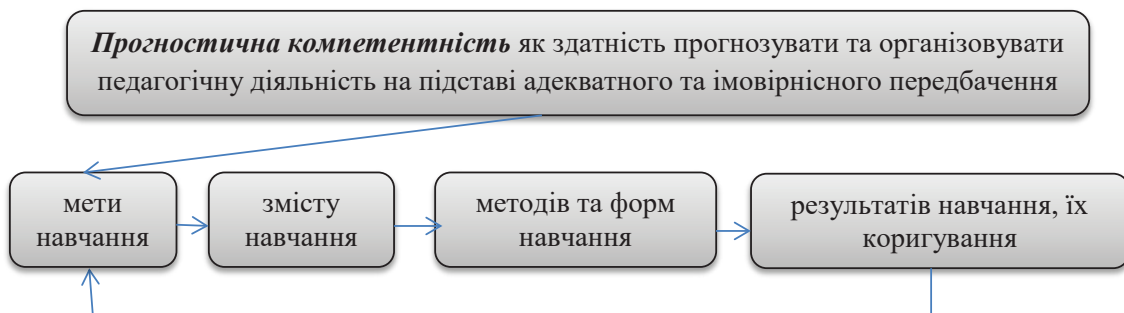 Прогностична компетентність як здатність прогнозувати та організовувати
педагогічну діяльність на підставі адекватного та імовірнісного передбачення
мети
навчання
змісту
навчання
методів та форм
навчання
результатів навчання, їх
коригування